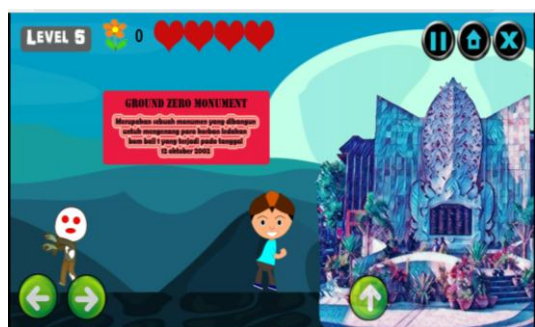 LEVEL 5
0
GROUND ZERO MONUMENT
Merupakan sebuah monumen yang dibangun
untuk mengenang para korban ledakan
bom bali 1 yang terjadi pada tanggal
12 oktober 2002